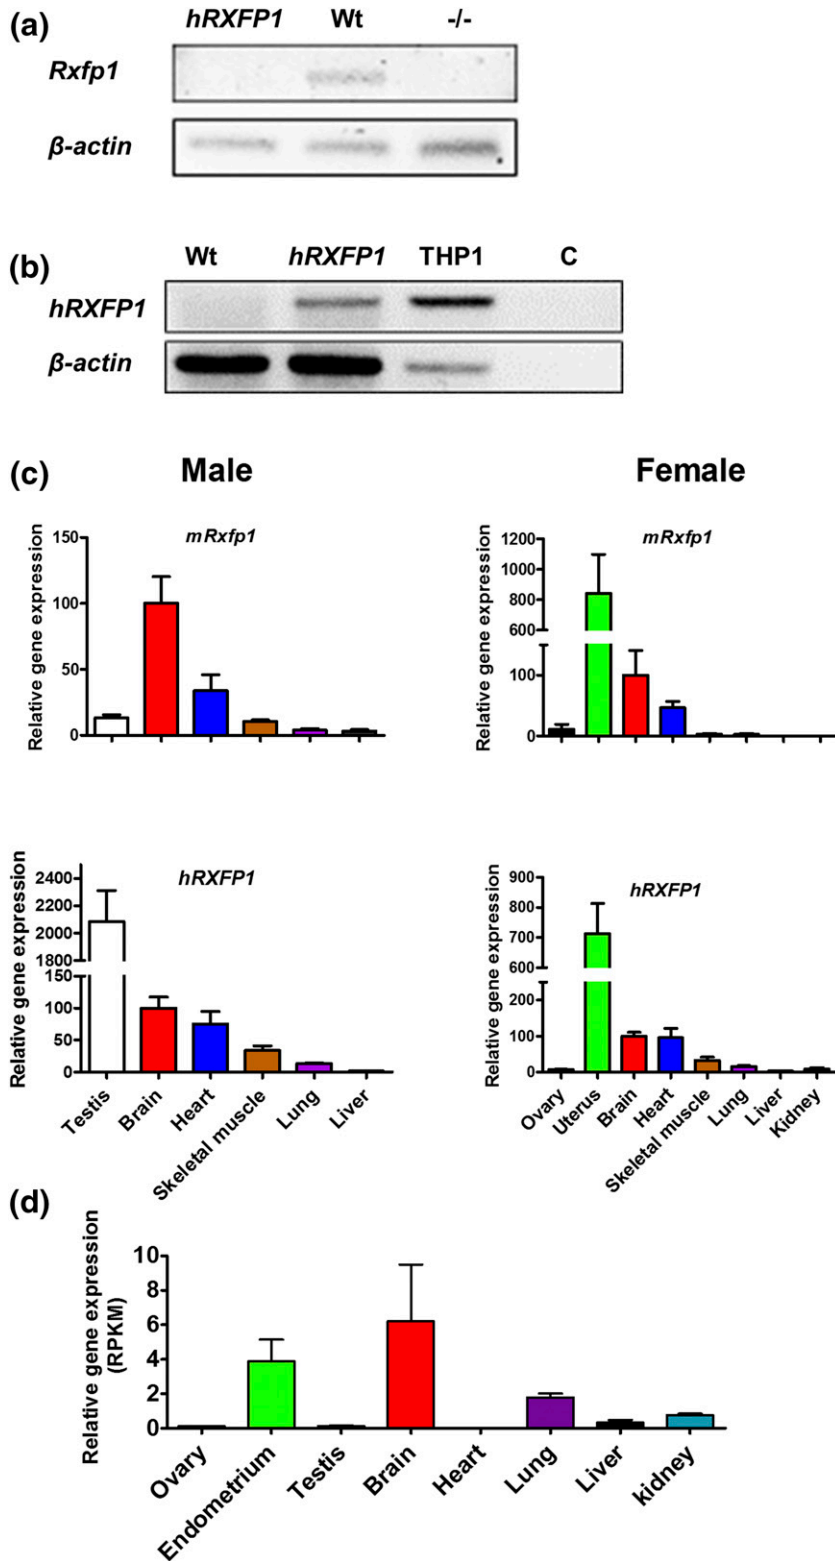 (a)
hRXFP1 Wt -/-
Rxfp1
β-actin
(b)
Wt hRXFP1 THP1 C
hRXFP1
β-actin
(c)
Male
Female
mRxfp1
Relative gene expression
150
100
50
0
mRxfp1
Relative gene expression
1200
1000
800
600
100
0
hRXFP1
Relative gene expression
2400
2200
2000
1800
150
100
50
0
Testis
Brain
Heart
Skeletal muscle
Lung
Liver
hRXFP1
Relative gene expression
900
800
700
600
200
100
0
Ovary
Uterus
Brain
Heart
Skeletal muscle
Lung
Liver
Kidney
(d)
Relative gene expression
(RPKM)
10
8
6
4
2
0
Ovary
Endometrium
Testis
Brain
Heart
Lung
Liver
kidney